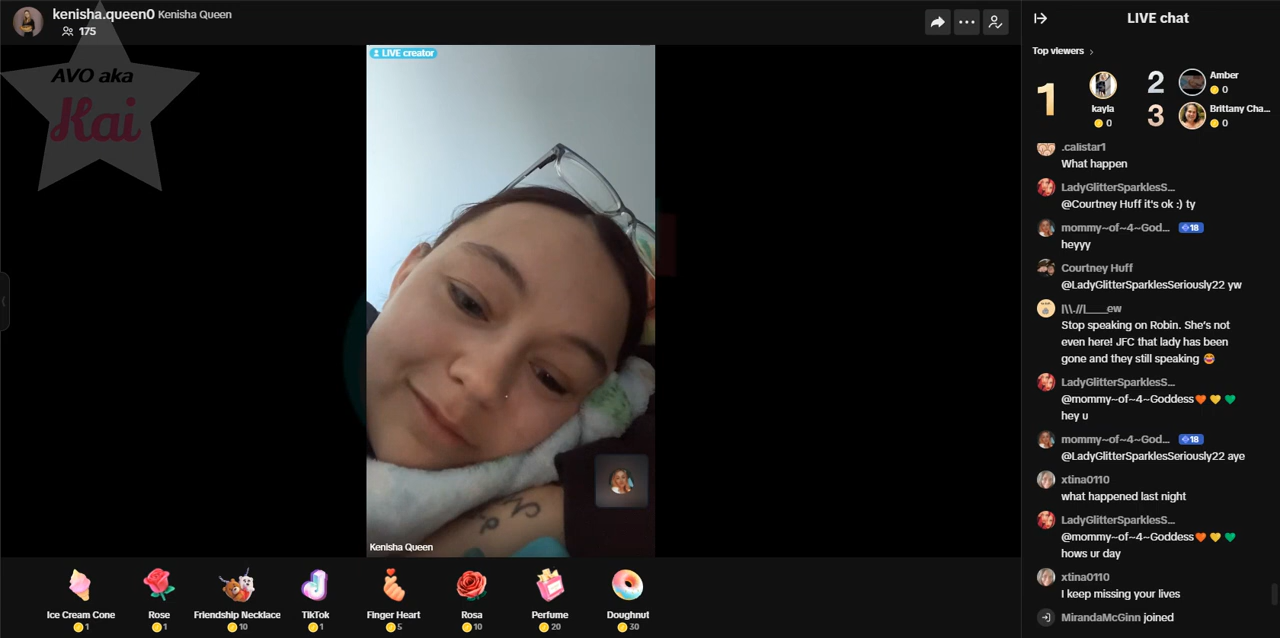 kenisha.queen0 Kenisha Queen
175
AVO aka
Kai
LIVE creator
Kenisha Queen
Ice Cream Cone
1
Rose
1
Friendship Necklace
10
TikTok
1
Finger Heart
5
Rosa
10
Perfume
20
Doughnut
30
LIVE chat
Top viewers
1
kayla
0
2
Amber
0
3
Brittany Cha...
0
.calistar1
What happen
LadyGlitterSparklesS...
@Courtney Huff it's ok :) ty
mommy~of~4~God... 18
heyyy
Courtney Huff
@LadyGlitterSparklesSeriously22 yw
Stop speaking on Robin. She's not
even here! JFC that lady has been
gone and they still speaking 😅
LadyGlitterSparklesS...
@mommy~of~4~Goddess🧡 💛 💚
hey u
mommy~of~4~God... 18
@LadyGlitterSparklesSeriously22 aye
xtina0110
what happened last night
LadyGlitterSparklesS...
@mommy~of~4~Goddess🧡 💛 💚
hows ur day
xtina0110
I keep missing your lives
MirandaMcGinn joined